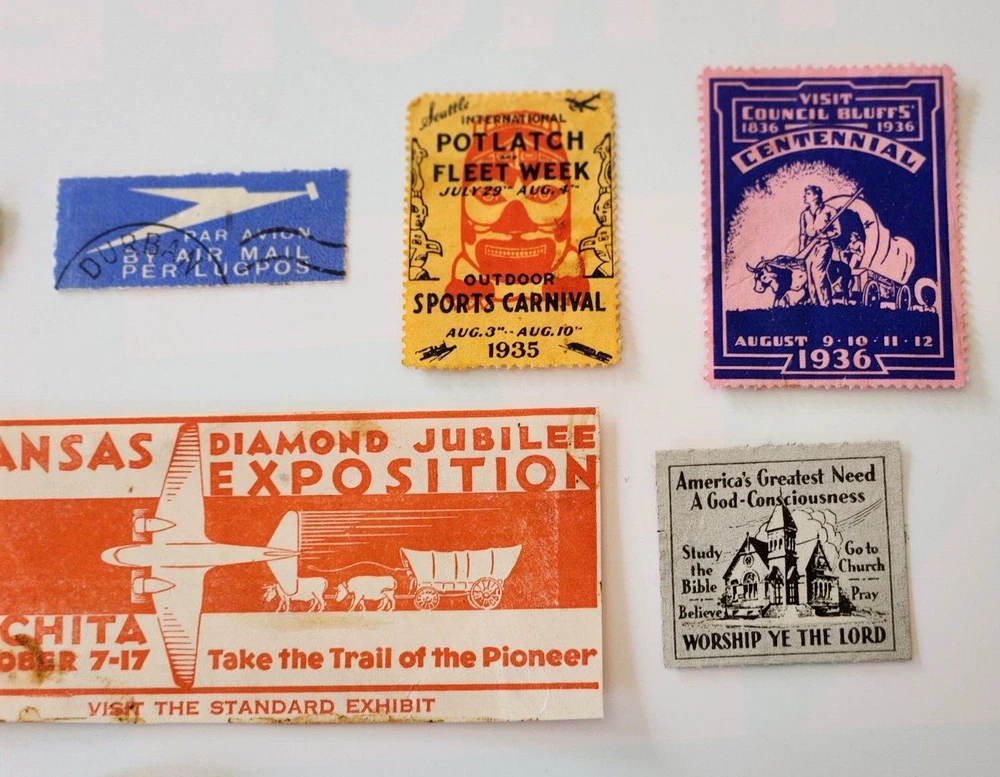 PAR AVION
BY AIR MAIL
PER LUGPOS
DURBAN
Seattle
INTERNATIONAL
POTLATCH
AND
FLEET WEEK
JULY 29TH AUG. 4TH
OUTDOOR
SPORTS CARNIVAL
AUG. 3RD - AUG. 10TH
1935
VISIT
COUNCIL BLUFFS'
1836 1936
CENTENNIAL
AUGUST 9·10·11·12
1936
ANSAS DIAMOND JUBILEE
EXPOSITION
CHITA
OBER 7-17
Take the Trail of the Pioneer
VISIT THE STANDARD EXHIBIT
America's Greatest Need
A God-Consciousness
Study
the
Bible
Believe
Go to
Church
Pray
WORSHIP YE THE LORD